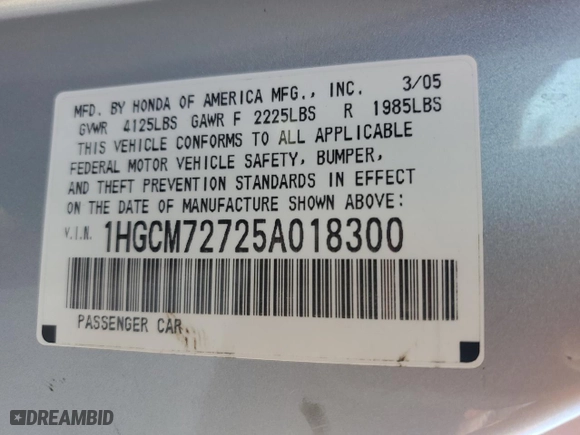 MFD. BY HONDA OF AMERICA MFG., INC. 3/05
GVWR 4125LBS GAWR F 2225LBS R 1985LBS
THIS VEHICLE CONFORMS TO ALL APPLICABLE
FEDERAL MOTOR VEHICLE SAFETY, BUMPER,
AND THEFT PREVENTION STANDARDS IN EFFECT
ON THE DATE OF MANUFACTURE SHOWN ABOVE:
V.I.N. 1HGCM72725A018300
PASSENGER CAR
DREAMBID